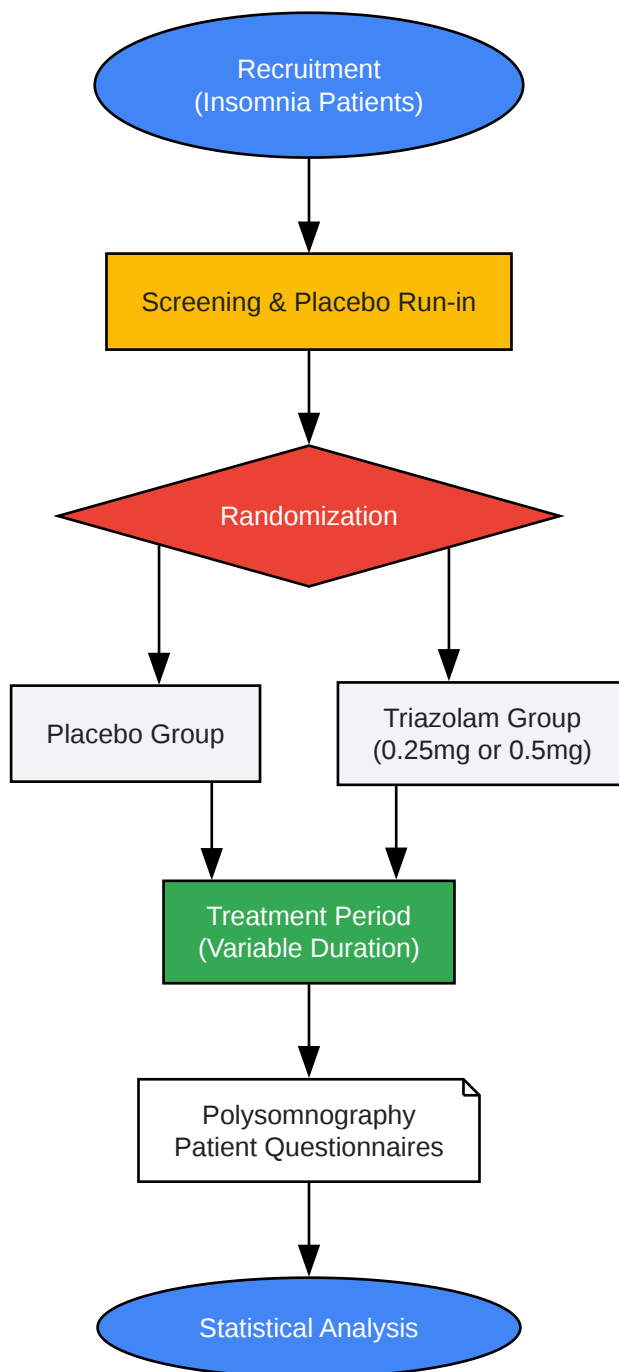 Recruitment
(Insomnia Patients)
Screening & Placebo Run-in
Randomization
Placebo Group
Triazolam Group
(0.25mg or 0.5mg)
Treatment Period
(Variable Duration)
Polysomnography
Patient Questionnaires
Statistical Analysis